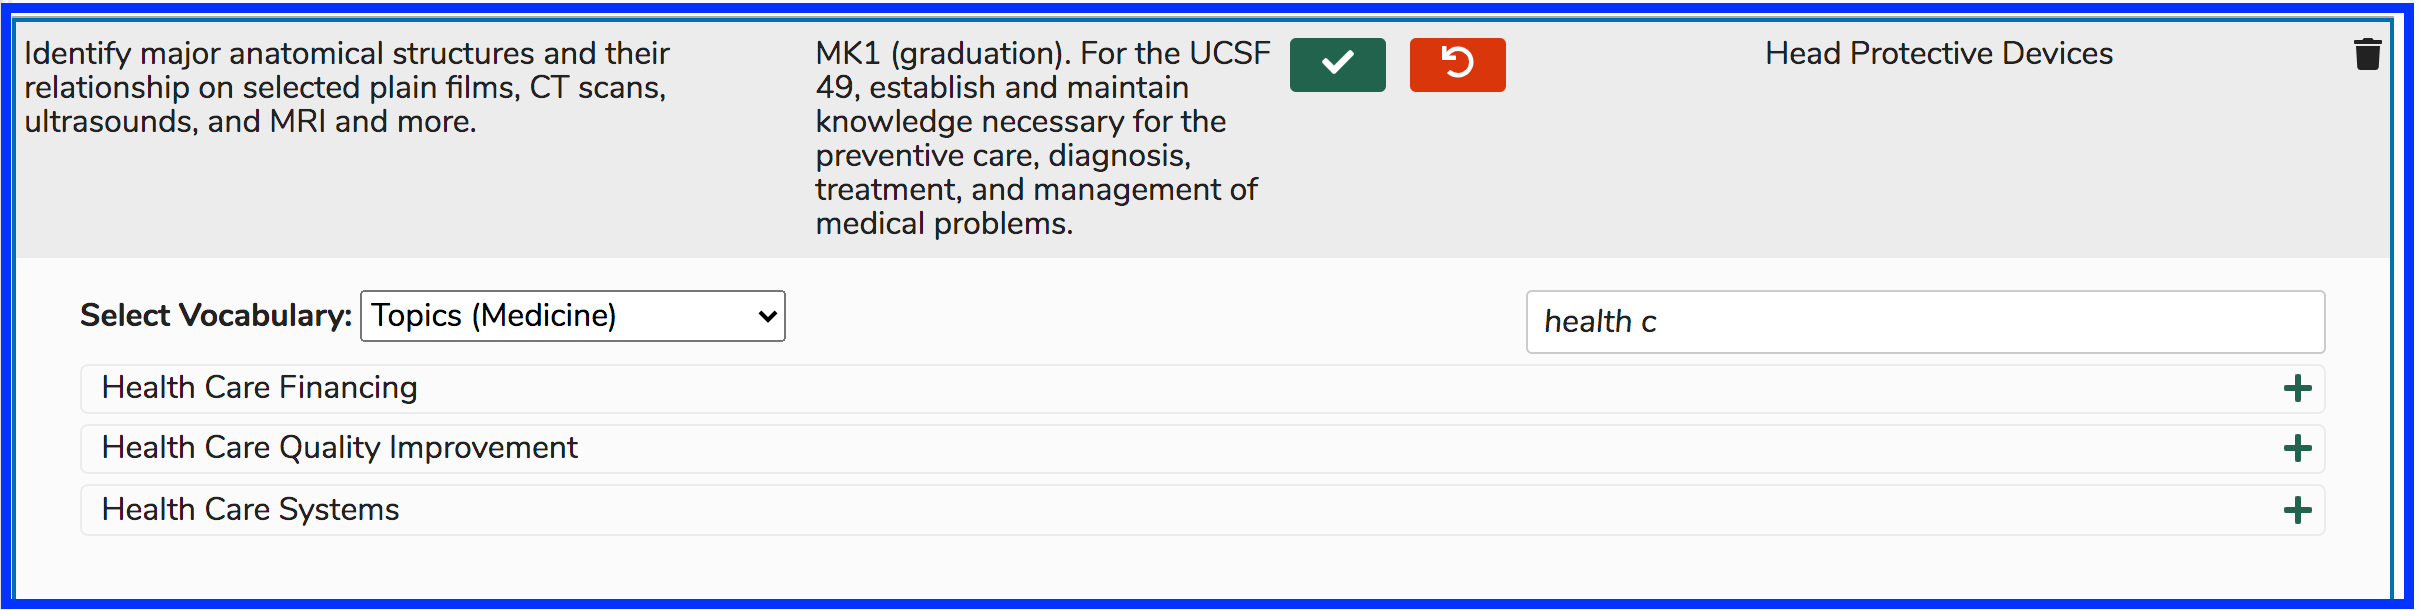 Identify major anatomical structures and their
relationship on selected plain films, CT scans,
ultrasounds, and MRI and more.
MK1 (graduation). For the UCSF
49, establish and maintain
knowledge necessary for the
preventive care, diagnosis,
treatment, and management of
medical problems.
Head Protective Devices
Select Vocabulary: Topics (Medicine)
health c
Health Care Financing
Health Care Quality Improvement
Health Care Systems